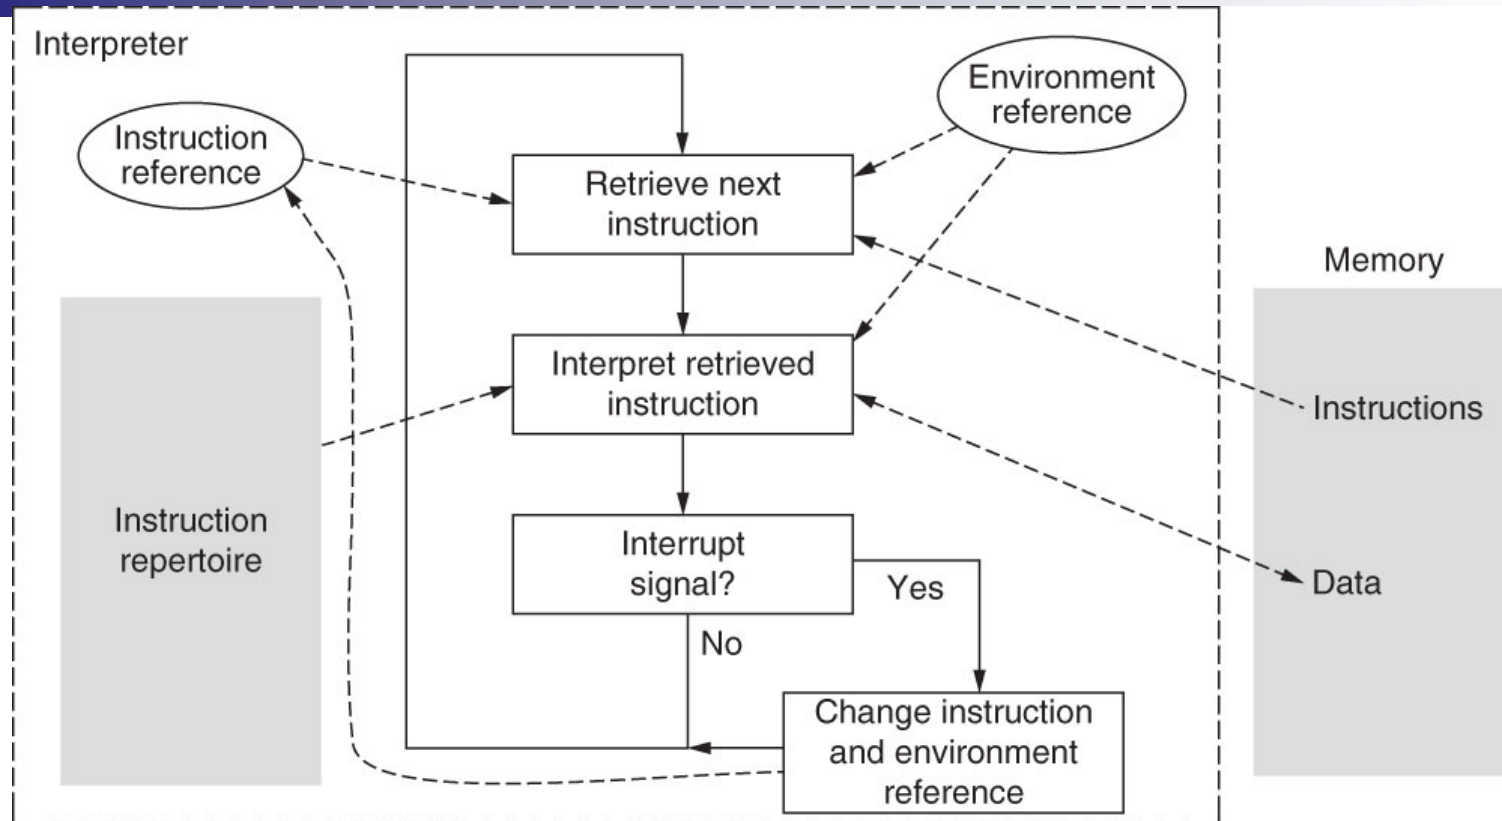 Interpreter
Environment
reference
Instruction
reference
Retrieve next
instruction
Memory
Interpret retrieved
instruction
Instructions
Instruction
repertoire
Interrupt
signal?
Yes
Data
No
Change instruction
and environment
reference